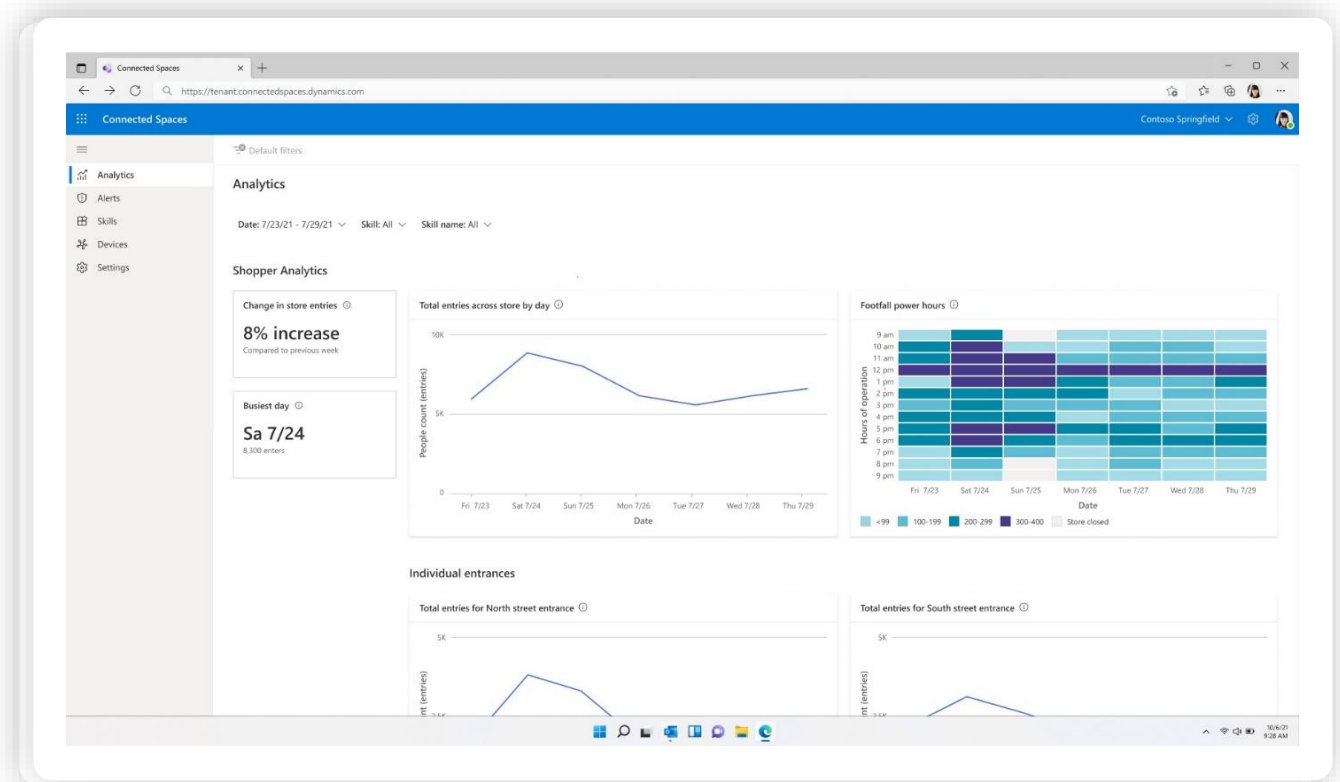 Connected Spaces
https://tenant.connectedspaces.dynamics.com
Connected Spaces
Contoso Springfield
Default filters
Analytics
Alerts
Skills
Devices
Settings
Analytics
Date: 7/23/21 - 7/29/21
Skill: All
Skill name: All
Shopper Analytics
Change in store entries
8% increase
Compared to previous week
Busiest day
Sa 7/24
8,300 enters
Total entries across store by day
People count (entries)
10K
5K
0
Fri 7/23 Sat 7/24 Sun 7/25 Mon 7/26 Tue 7/27 Wed 7/28 Thu 7/29
Date
Footfall power hours
Hours of operation
9 am
10 am
11 am
12 pm
1 pm
2 pm
3 pm
4 pm
5 pm
6 pm
7 pm
8 pm
9 pm
Fri 7/23 Sat 7/24 Sun 7/25 Mon 7/26 Tue 7/27 Wed 7/28 Thu 7/29
Date
<99 100-199 200-299 300-400 Store closed
Individual entrances
Total entries for North street entrance
5K
(entries)
Total entries for South street entrance
5K
(entries)
10/6/21
9:28 AM